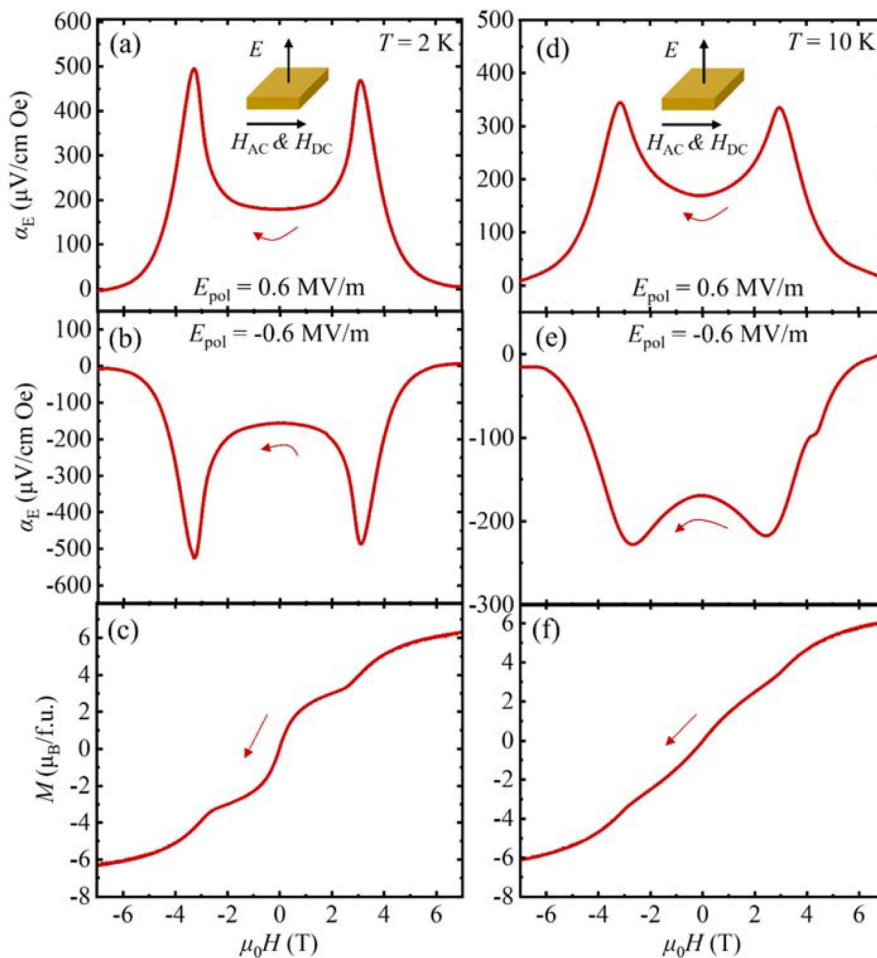 (a)
T = 2 K
E
H_AC & H_DC
E_pol = 0.6 MV/m
α_E (μV/cm Oe)
600
500
400
300
200
100
0
(b)
E_pol = -0.6 MV/m
α_E (μV/cm Oe)
100
0
-100
-200
-300
-400
-500
-600
(c)
M (μ_B/f.u.)
6
4
2
0
-2
-4
-6
-8
-6 -4 -2 0 2 4 6
μ₀H (T)
(d)
T = 10 K
E
H_AC & H_DC
E_pol = 0.6 MV/m
500
400
300
200
100
0
(e)
E_pol = -0.6 MV/m
0
-100
-200
-300
(f)
6
4
2
0
-2
-4
-6
-8
-6 -4 -2 0 2 4 6
μ₀H (T)